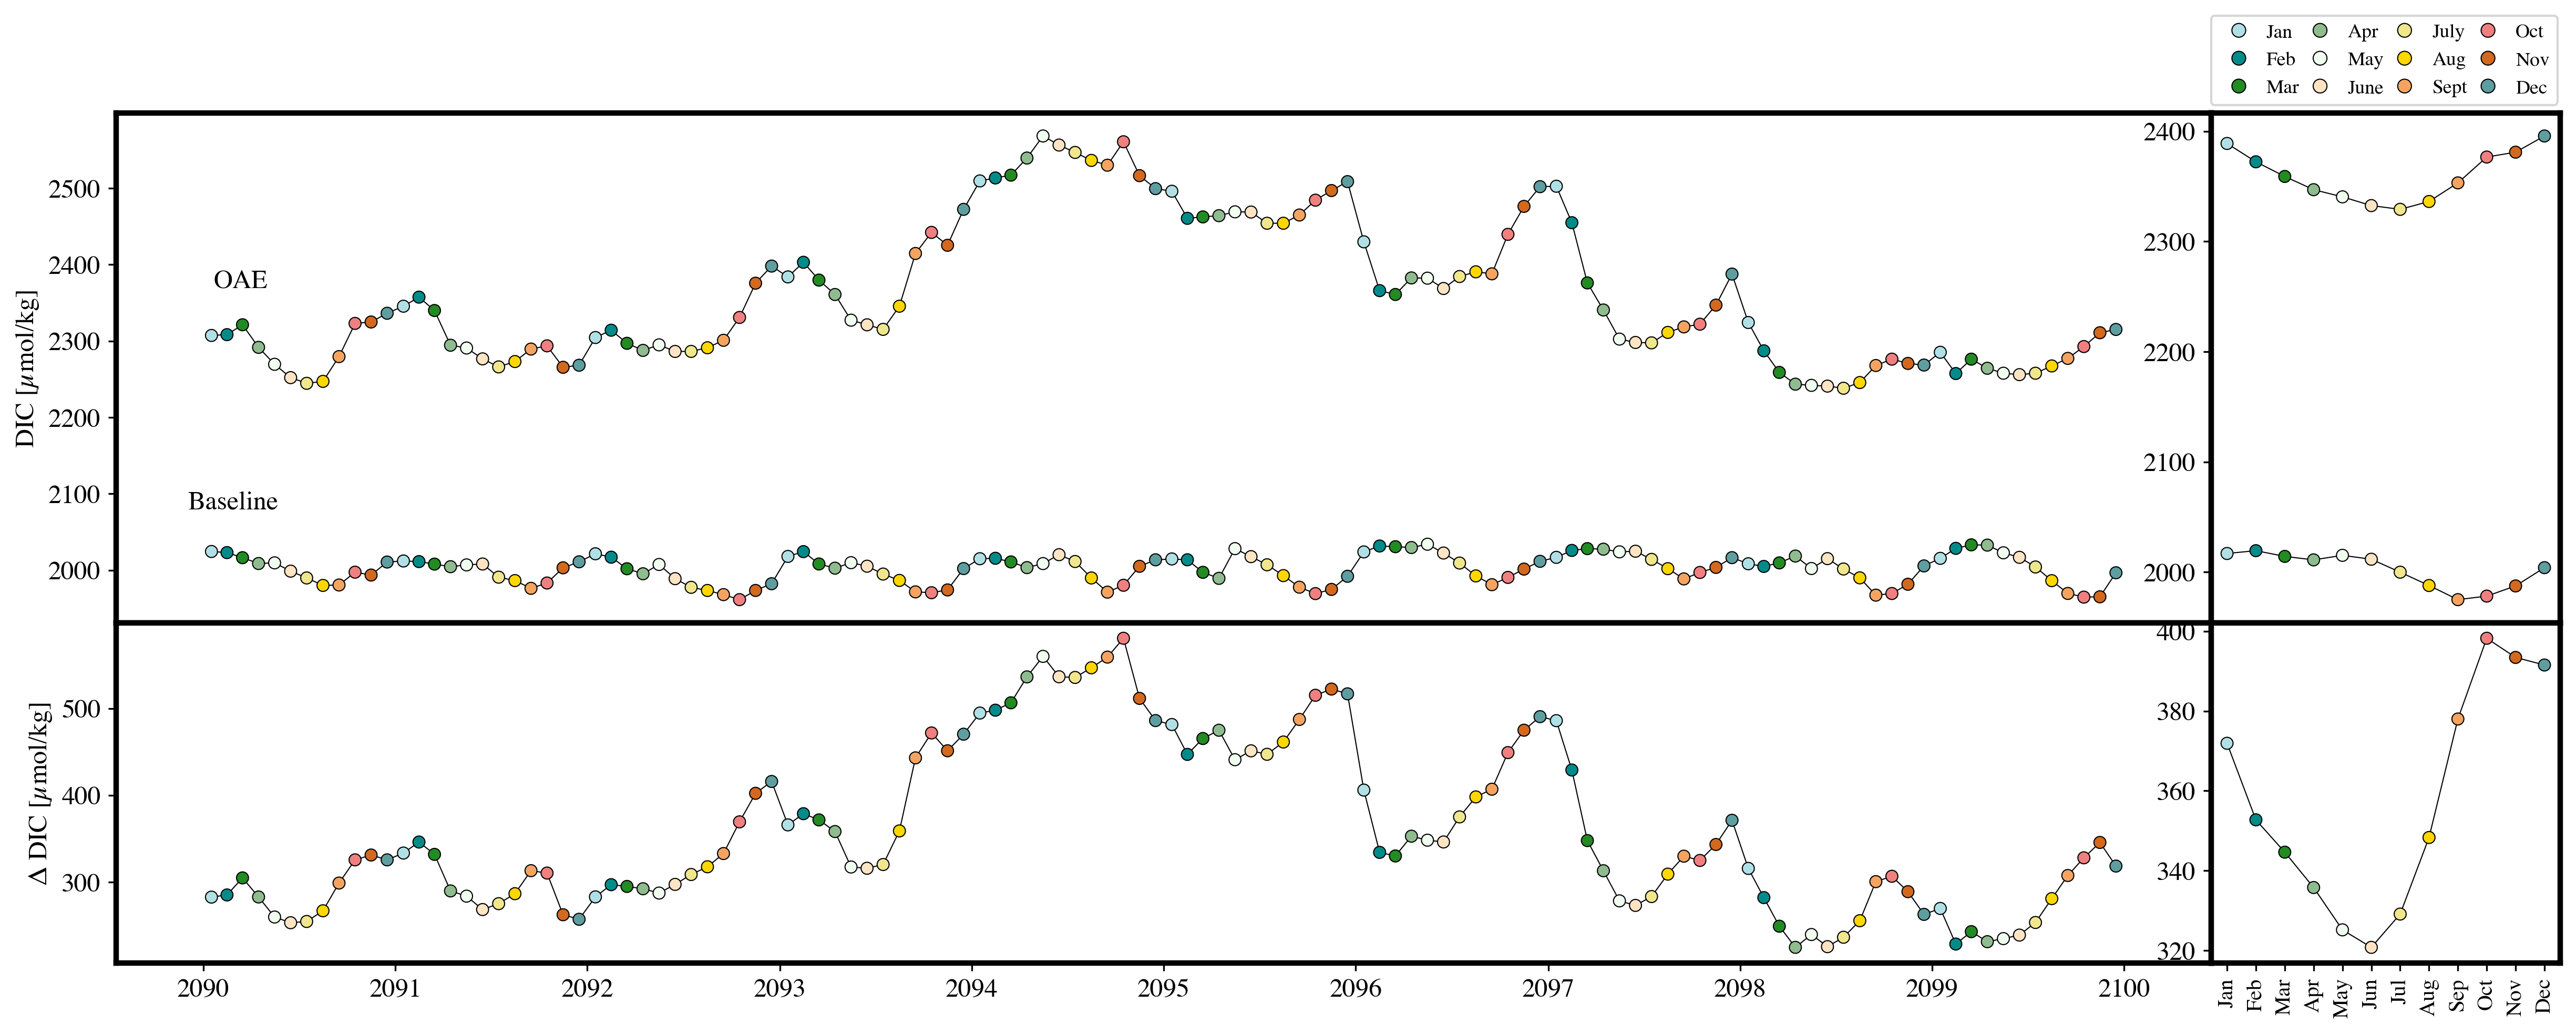 Jan Apr July Oct
Feb May Aug Nov
Mar June Sept Dec
DIC [µmol/kg]
2500
2400
2300
2200
2100
2000
OAE
Baseline
2400
2300
2200
2100
2000
Δ DIC [µmol/kg]
500
400
300
400
380
360
340
320
2090 2091 2092 2093 2094 2095 2096 2097 2098 2099 2100
Jan Feb Mar Apr May Jun Jul Aug Sep Oct Nov Dec